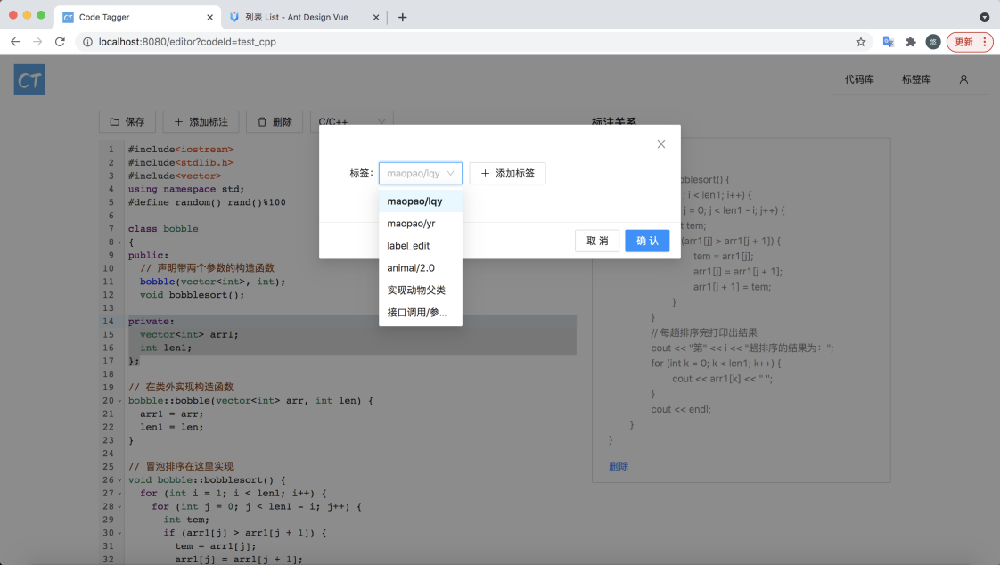 Code Tagger
列表 List - Ant Design Vue
localhost:8080/editor?codeId=test_cpp
悠
更新
CT
代码库
标签库
保存
添加标注
删除
C/C++
标注关系
1 #include<iostream>
2 #include<stdlib.h>
3 #include<vector>
4 using namespace std;
5 #define random() rand()%100
6
7 class bobble
8 {
9 public:
10 // 声明带两个参数的构造函数
11 bobble(vector<int>, int);
12 void bobblesort();
13
14 private:
15 vector<int> arr1;
16 int len1;
17 };
18
19 // 在类外实现构造函数
20 bobble::bobble(vector<int> arr, int len) {
21 arr1 = arr;
22 len1 = len;
23 }
24
25 // 冒泡排序在这里实现
26 void bobble::bobblesort() {
27 for (int i = 1; i < len1; i++) {
28 for (int j = 0; j < len1 - i; j++) {
29 int tem;
30 if (arr1[j] > arr1[j + 1]) {
31 tem = arr1[j];
32 arr1[j] = arr1[j + 1];
标签:
maopao/lqy
添加标签
maopao/lqy
maopao/yr
label_edit
animal/2.0
实现动物父类
接口调用/参...
取 消
确 认
bblesort() {
; i < len1; i++) {
j = 0; j < len1 - i; j++) {
t tem;
(arr1[j] > arr1[j + 1]) {
tem = arr1[j];
arr1[j] = arr1[j + 1];
arr1[j + 1] = tem;
}
}
// 每趟排序完打印出结果
cout << "第" << i << "趟排序的结果为：";
for (int k = 0; k < len1; k++) {
cout << arr1[k] << " ";
}
cout << endl;
}
}
删除